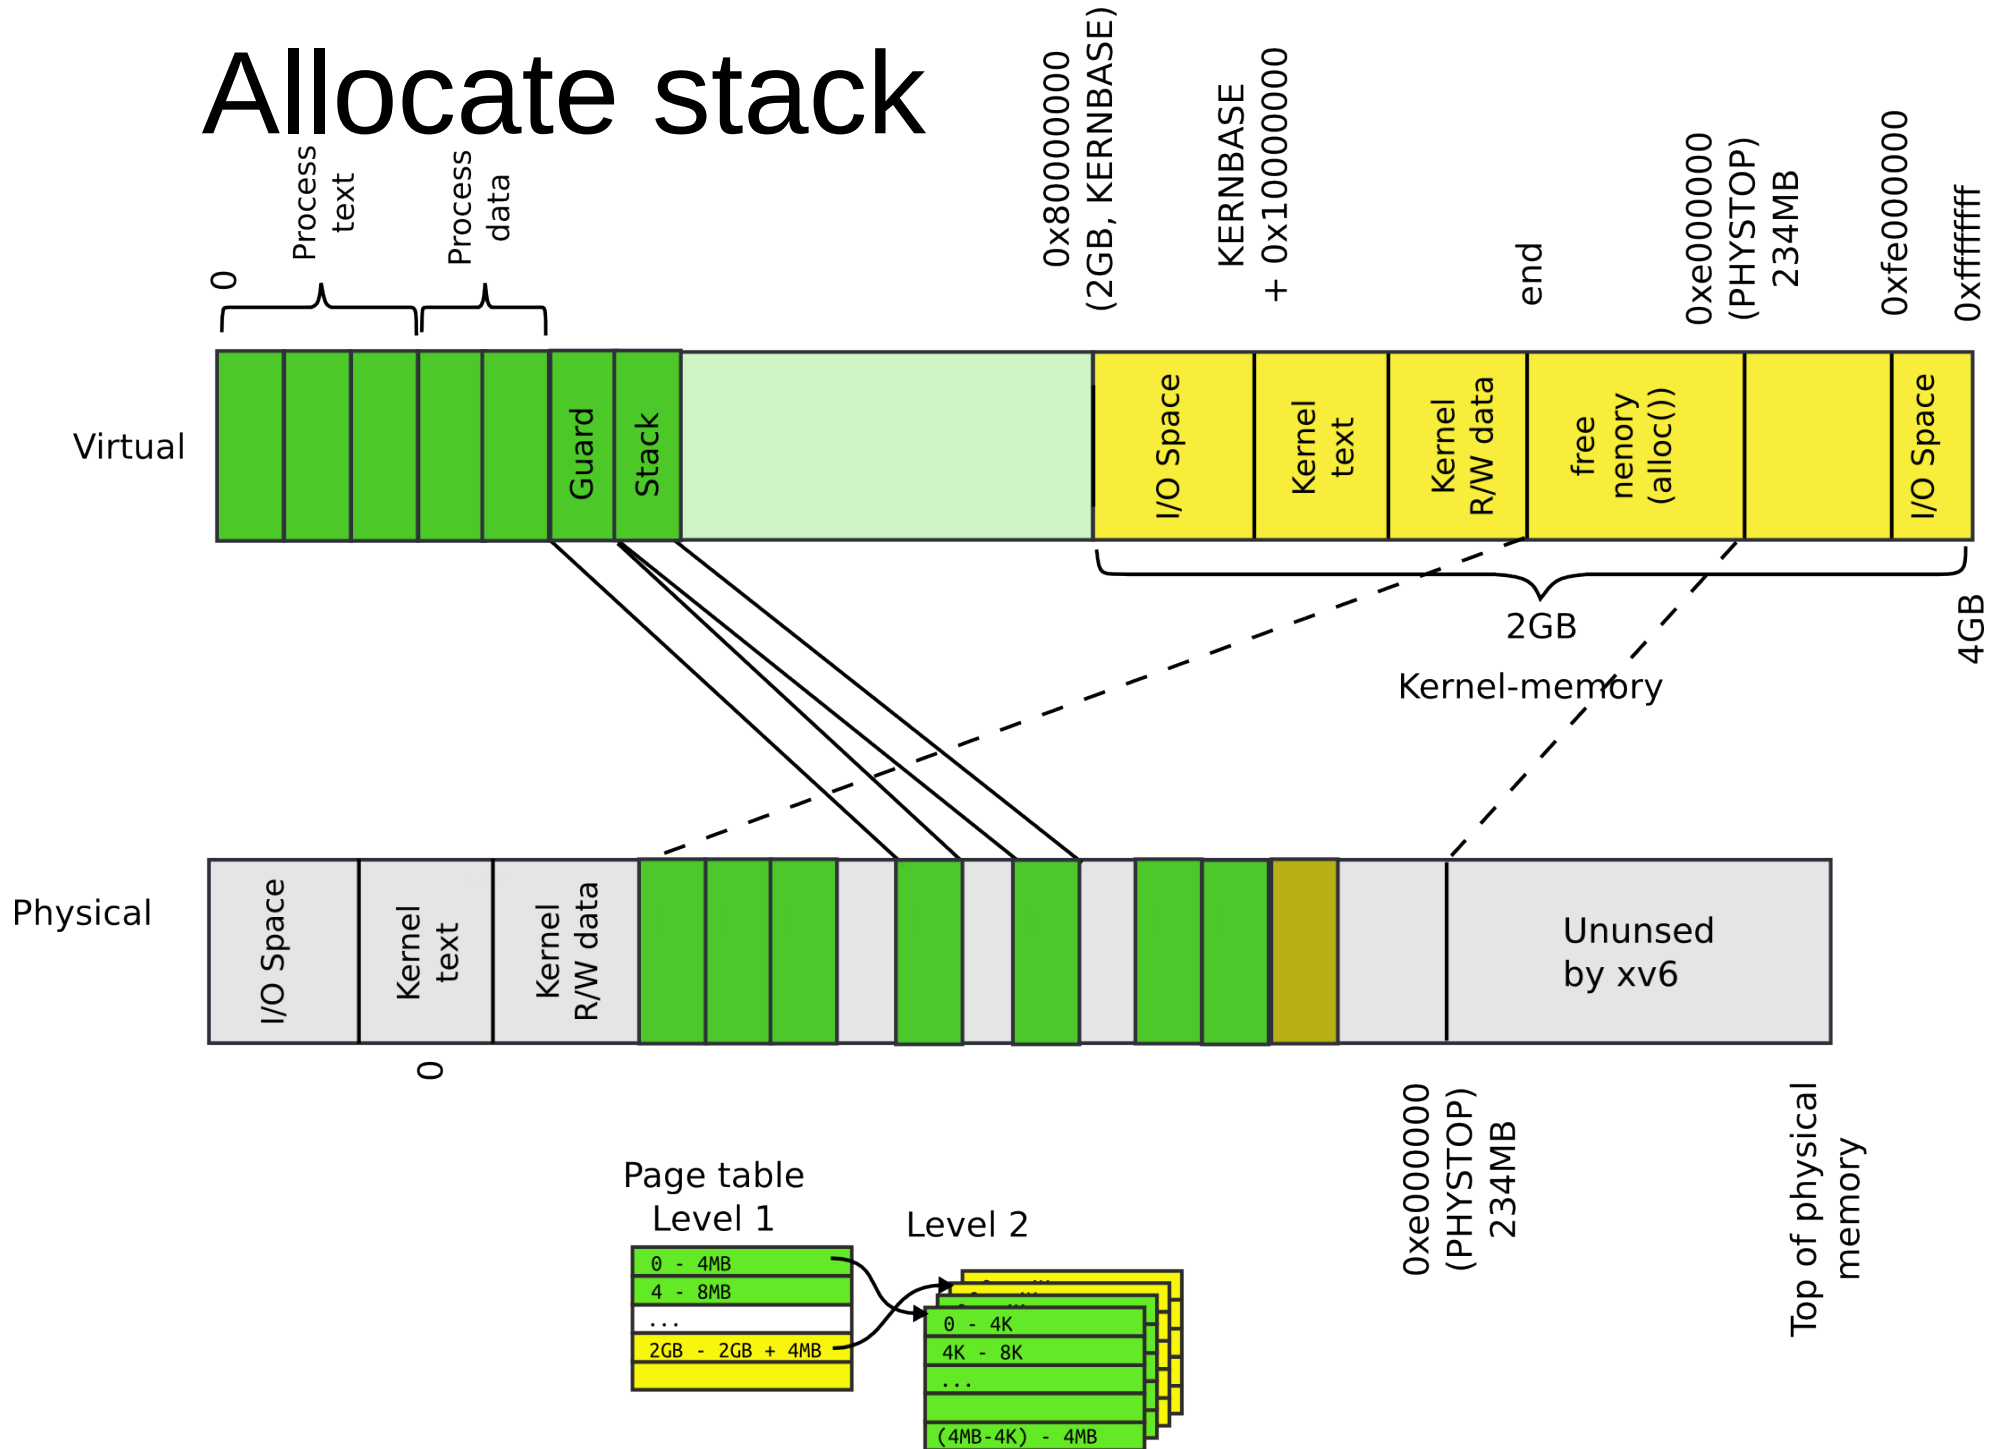 Allocate stack
0
Process
text
Process
data
0x80000000
(2GB, KERNBASE)
KERNBASE
+ 0x10000000
end
0xe000000
(PHYSTOP)
234MB
0xfe000000
0xffffffff
Virtual
Guard
Stack
I/O Space
Kernel
text
Kernel
R/W data
free
nenory
(alloc())
I/O Space
2GB
4GB
Kernel-memory
Physical
I/O Space
Kernel
text
Kernel
R/W data
Ununsed
by xv6
0
0xe000000
(PHYSTOP)
234MB
Top of physical
memory
Page table
Level 1
Level 2
0 - 4MB
4 - 8MB
...
2GB - 2GB + 4MB
0 - 4K
4K - 8K
...
(4MB-4K) - 4MB